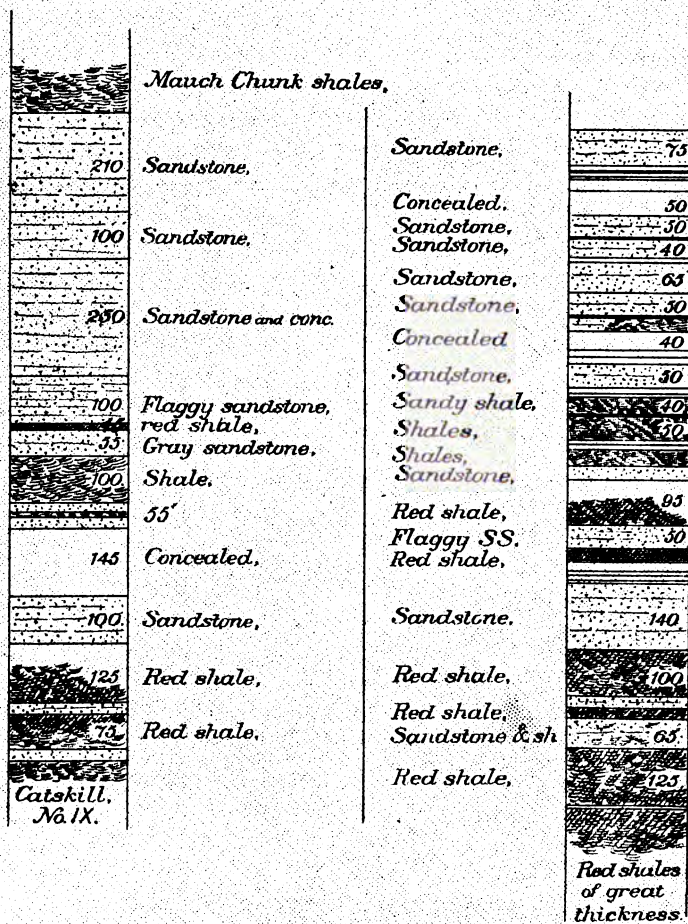 Mauch Chunk shales,
210 Sandstone,
100 Sandstone,
250 Sandstone and conc.
100 Flaggy sandstone,
red shale,
55 Gray sandstone,
100 Shale,
55'
145 Concealed,
100 Sandstone,
125 Red shale,
75 Red shale,
Catskill,
No. IX.
Sandstone, 75
Concealed. 50
Sandstone, 50
Sandstone, 40
Sandstone, 65
Sandstone, 50
Concealed 40
Sandstone, 50
Sandy shale, 40
Shales, 50
Shales,
Sandstone,
Red shale, 95
Flaggy SS. 50
Red shale,
Sandstone. 140
Red shale, 100
Red shale,
Sandstone & sh 65
Red shale, 125
Red shales
of great
thickness